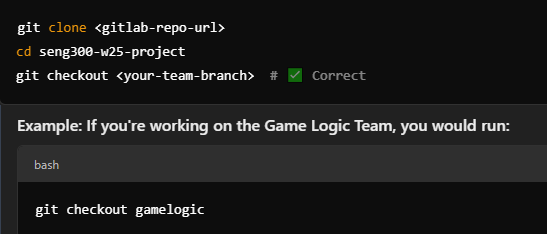 git clone <gitlab-repo-url>
cd seng300-w25-project
git checkout <your-team-branch>  # ✅ Correct
Example: If you're working on the Game Logic Team, you would run:
bash
git checkout gamelogic